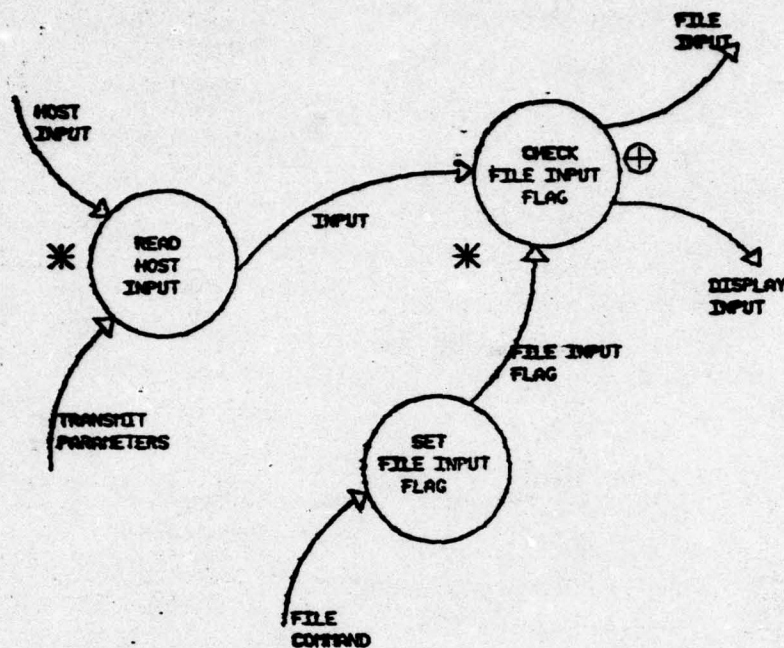 FILE
INPUT
HOST
INPUT
CHECK
FILE INPUT
FLAG
INPUT
READ
HOST
INPUT
DISPLAY
INPUT
FILE INPUT
FLAG
TRANSMIT
PARAMETERS
SET
FILE INPUT
FLAG
FILE
COMMAND